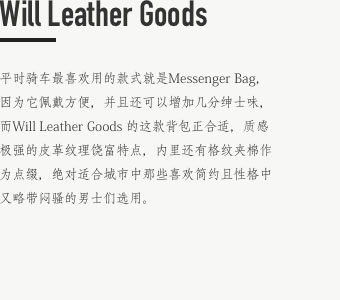 Will Leather Goods
平时骑车最喜欢用的款式就是Messenger Bag,
因为它佩戴方便，并且还可以增加几分绅士味，
而Will Leather Goods 的这款背包正合适，质感
极强的皮革纹理饶富特点，内里还有格纹夹棉作
为点缀，绝对适合城市中那些喜欢简约且性格中
又略带闷骚的男士们选用。